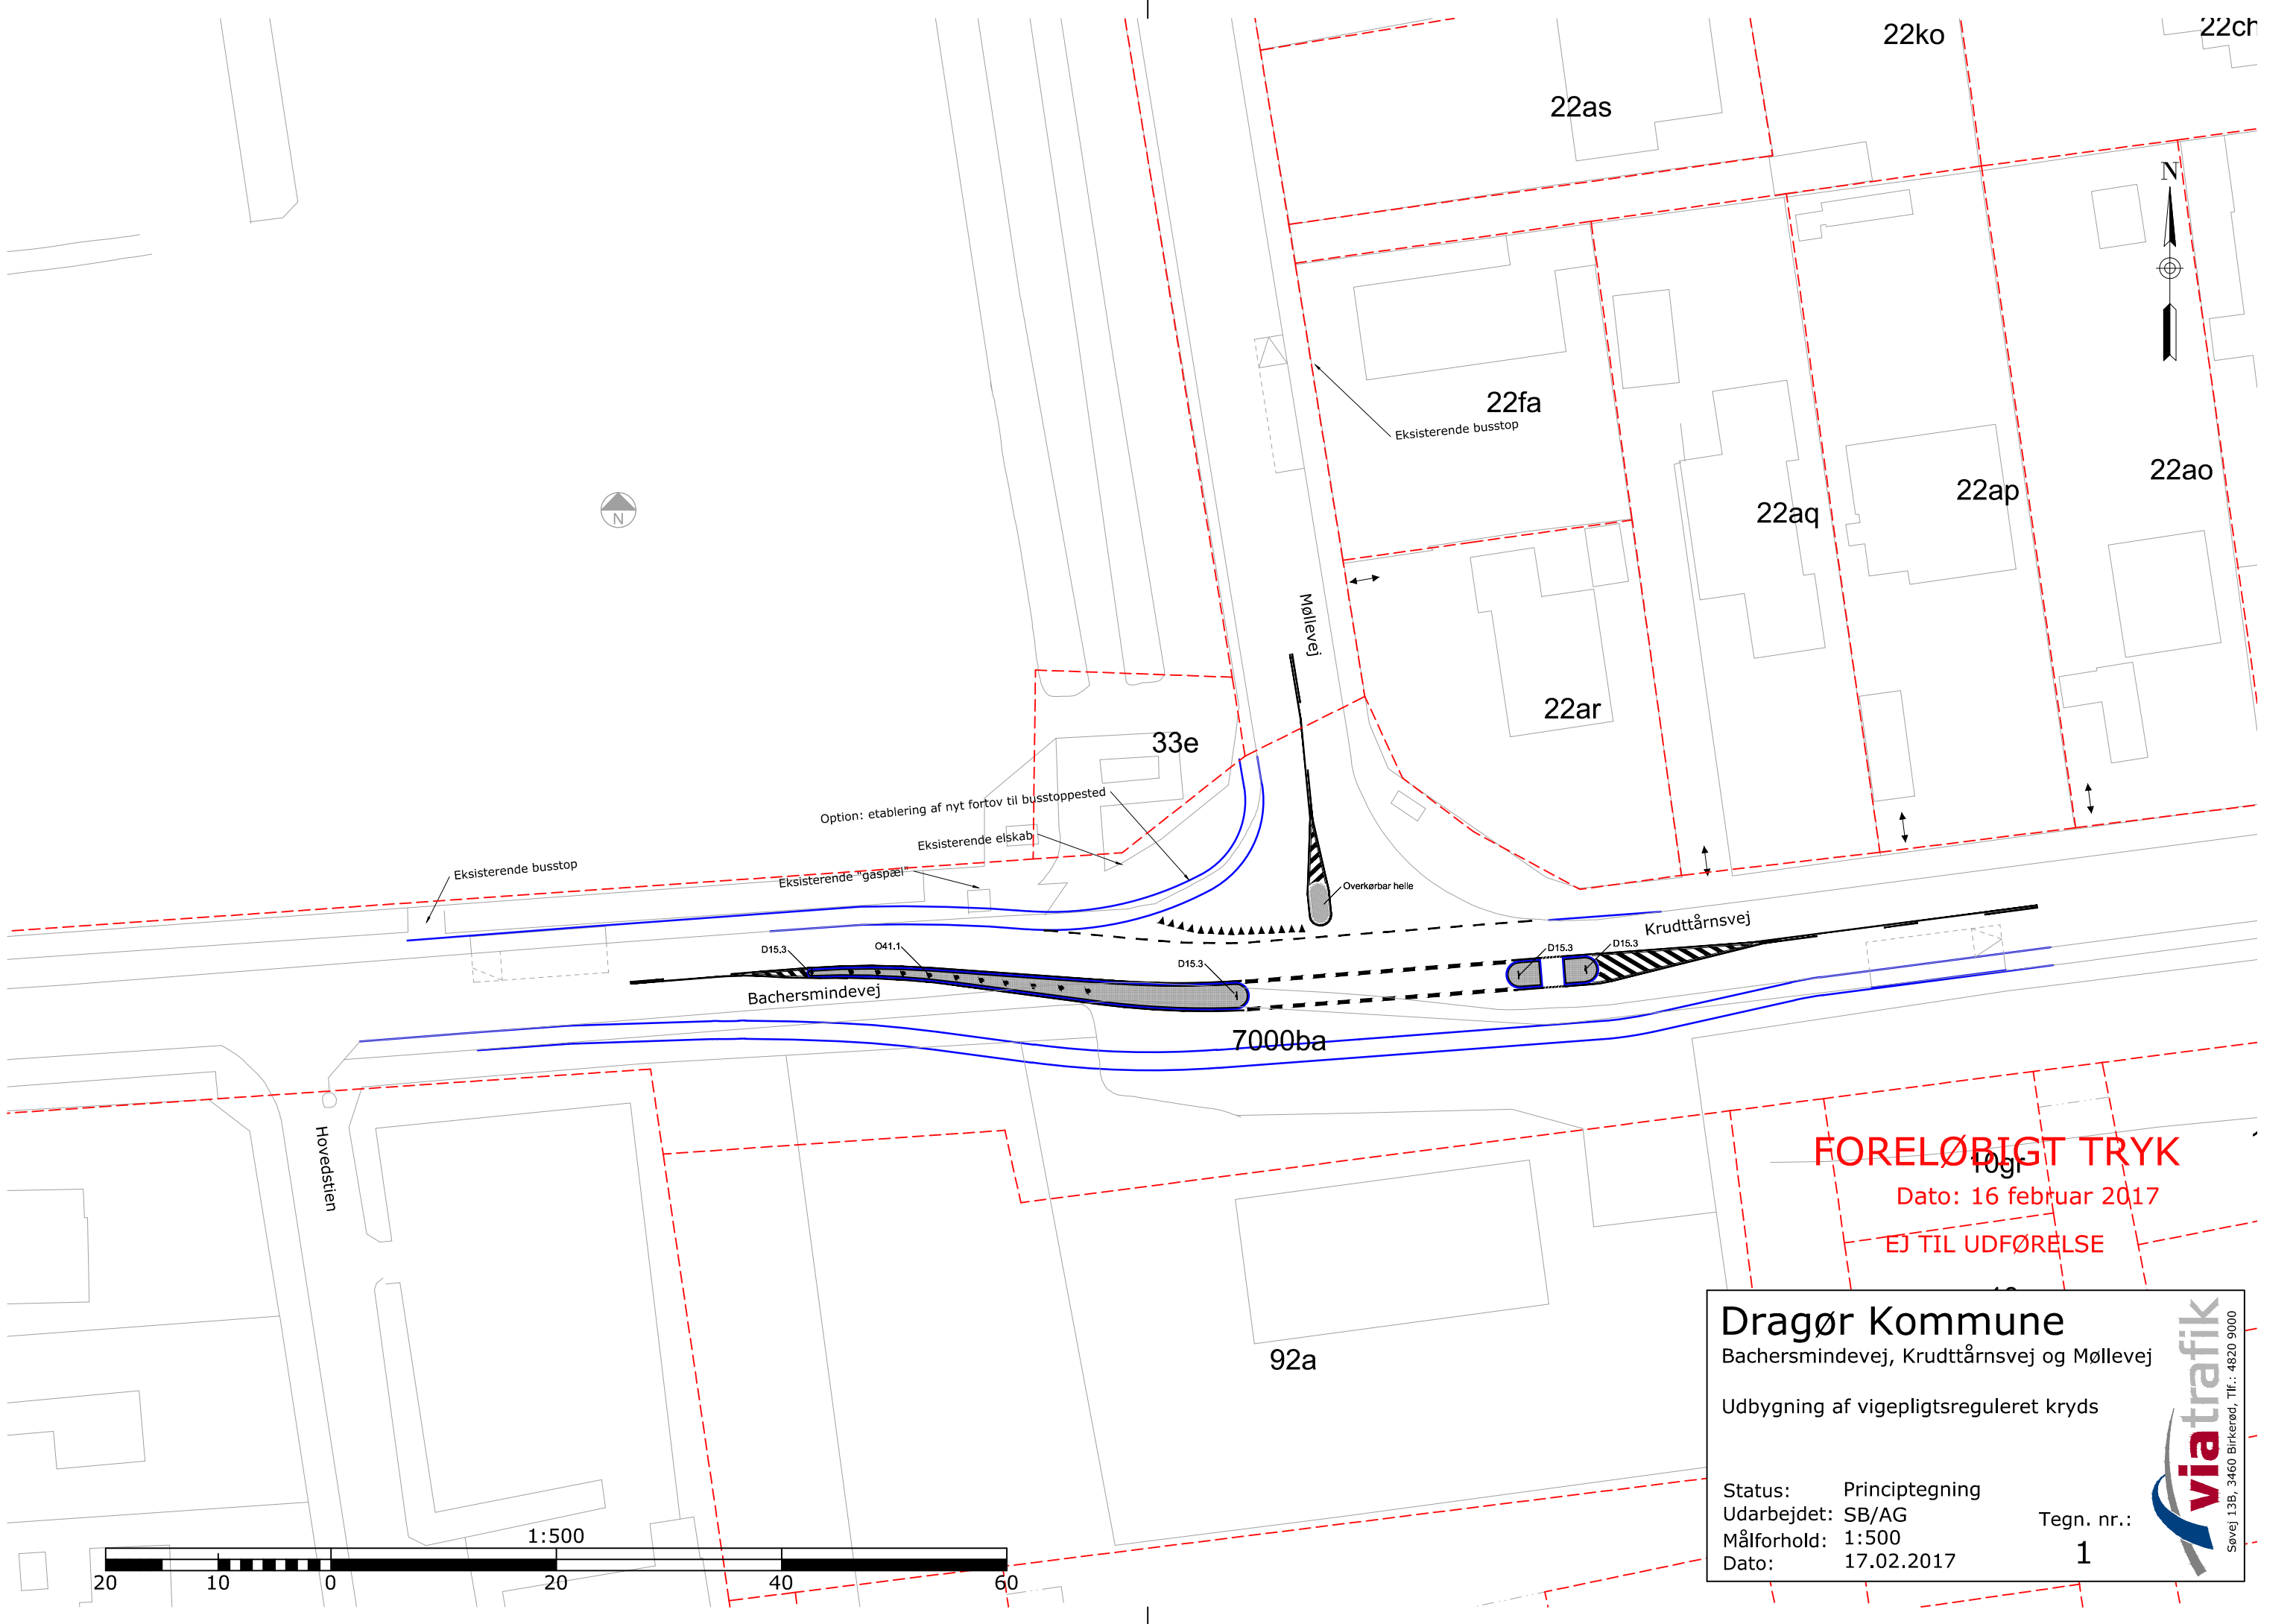 22ko
22ch
22as
N
22fa
Eksisterende busstop
22ao
22ap
22aq
N
Møllevej
22ar
33e
Option: etablering af nyt fortov til busstoppested
Eksisterende elskab
Eksisterende busstop
Eksisterende "gaspæl"
Overkørbar helle
Krudttårnsvej
D15.3
O41.1
D15.3
D15.3
D15.3
Bachersmindevej
7000ba
Hovedstien
FORELØBIGT TRYK
10gr
Dato: 16 februar 2017
EJ TIL UDFØRELSE
92a
Dragør Kommune
Bachersmindevej, Krudttårnsvej og Møllevej
Udbygning af vigepligtsreguleret kryds
Status: Principtegning
Udarbejdet: SB/AG
Målforhold: 1:500
Dato: 17.02.2017
Tegn. nr.:
1
viatrafik
Søvej 13B, 3460 Birkerød, Tlf.: 4820 9000
1:500
20 10 0 20 40 60